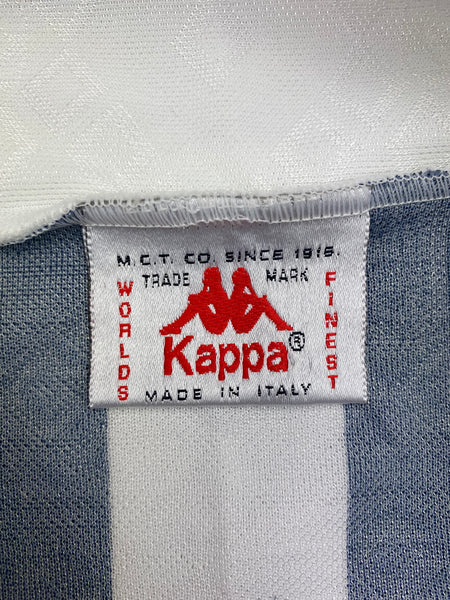 M.C.T. CO. SINCE 1916.
TRADE MARK
WORLDS
FINEST
Kappa®
MADE IN ITALY